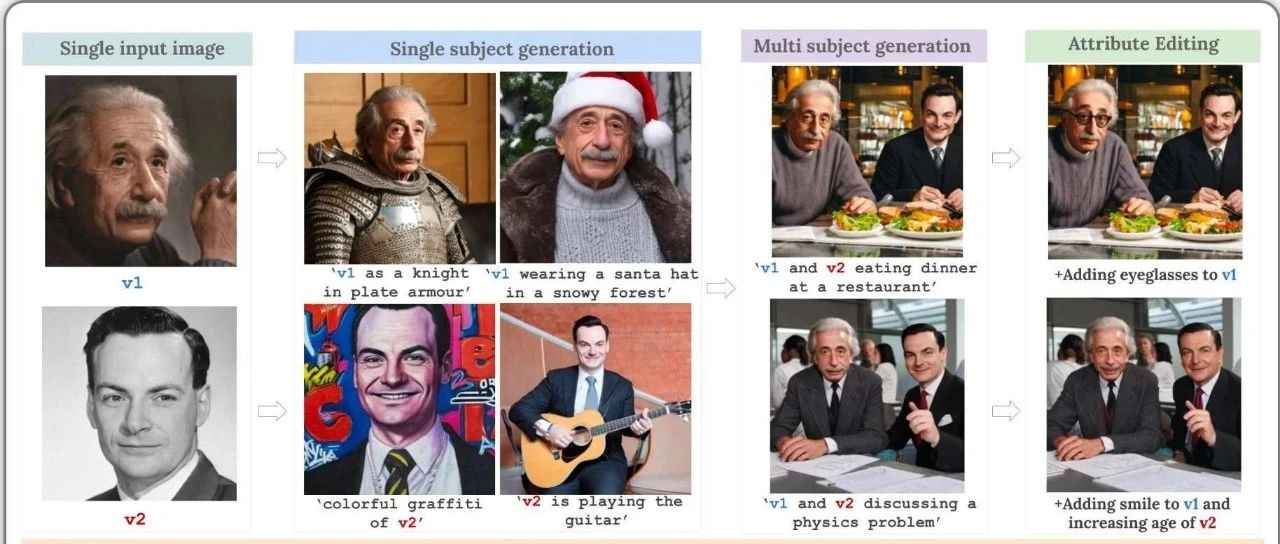 Single input image
Single subject generation
Multi subject generation
Attribute Editing
v1
'v1 as a knight
in plate armour'
'v1 wearing a santa hat
in a snowy forest'
'v1 and v2 eating dinner
at a restaurant'
+Adding eyeglasses to v1
v2
'colorful graffiti
of v2'
'v2 is playing the
guitar'
'v1 and v2 discussing a
physics problem'
+Adding smile to v1 and
increasing age of v2